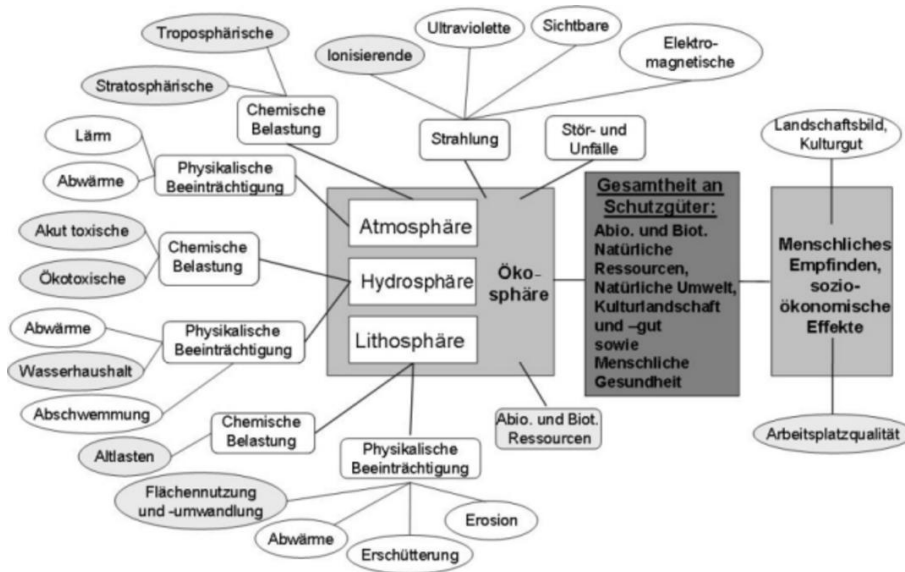 Troposphärische
Stratosphärische
Chemische
Belastung
Lärm
Abwärme
Physikalische
Beeinträchtigung
Ionisierende
Ultraviolette
Sichtbare
Elektro-
magnetische
Strahlung
Stör- und
Unfälle
Akut toxische
Ökotoxische
Chemische
Belastung
Abwärme
Wasserhaushalt
Abschwemmung
Physikalische
Beeinträchtigung
Altlasten
Chemische
Belastung
Physikalische
Beeinträchtigung
Flächennutzung
und -umwandlung
Abwärme
Erschütterung
Erosion
Atmosphäre
Hydrosphäre
Lithosphäre
Öko-
sphäre
Abio. und Biot.
Ressourcen
Gesamtheit an
Schutzgüter:
Abio. und Biot.
Natürliche
Ressourcen,
Natürliche Umwelt,
Kulturlandschaft
und –gut
sowie
Menschliche
Gesundheit
Landschaftsbild,
Kulturgut
Menschliches
Empfinden,
sozio-
ökonomische
Effekte
Arbeitsplatzqualität